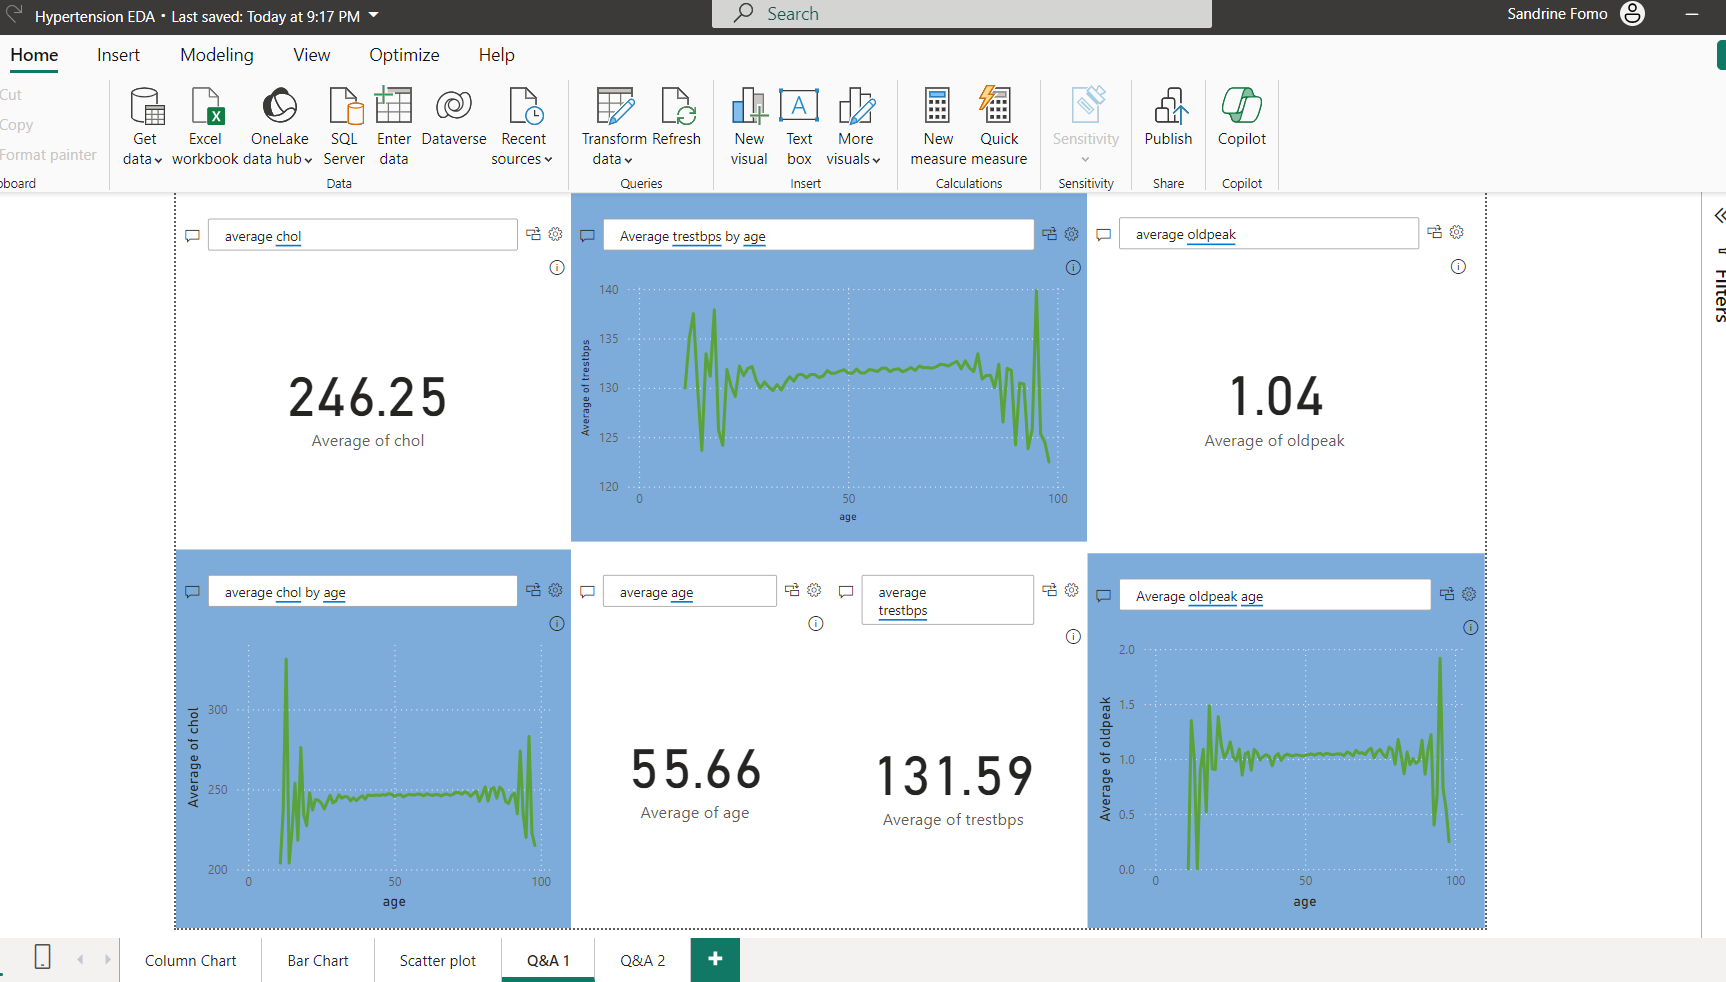 Hypertension EDA • Last saved: Today at 9:17 PM
Search
Sandrine Fomo
Home
Insert
Modeling
View
Optimize
Help
Cut
Copy
Format painter
Get data
Excel workbook
OneLake data hub
SQL Server
Enter data
Dataverse
Recent sources
Transform data
Refresh
New visual
Text box
More visuals
New measure
Quick measure
Sensitivity
Publish
Copilot
Data
Queries
Insert
Calculations
Sensitivity
Share
Copilot
Filters
average chol
246.25
Average of chol
Average trestbps by age
Average of trestbps
140
135
130
125
120
0
50
100
age
average oldpeak
1.04
Average of oldpeak
average chol by age
Average of chol
300
250
200
0
50
100
age
average age
55.66
Average of age
average
trestbps
131.59
Average of trestbps
Average oldpeak age
Average of oldpeak
2.0
1.5
1.0
0.5
0.0
0
50
100
age
Column Chart
Bar Chart
Scatter plot
Q&A 1
Q&A 2